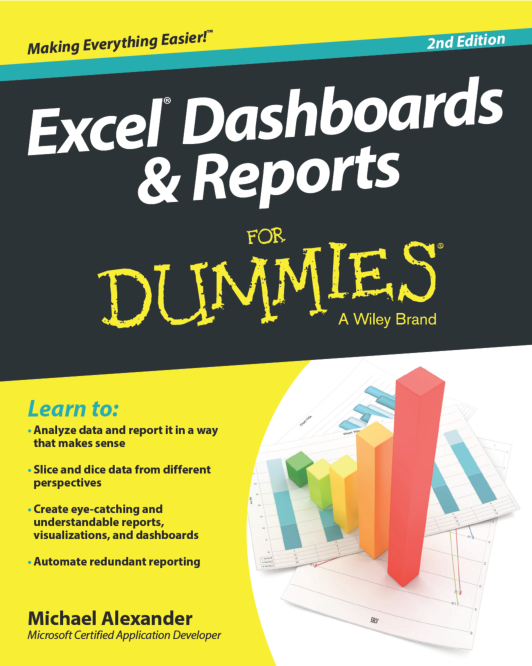 Making Everything Easier!™
2nd Edition
Excel® Dashboards
& Reports
FOR
DUMMIES®
A Wiley Brand
Learn to:
• Analyze data and report it in a way
that makes sense
• Slice and dice data from different
perspectives
• Create eye-catching and
understandable reports,
visualizations, and dashboards
• Automate redundant reporting
Michael Alexander
Microsoft Certified Application Developer